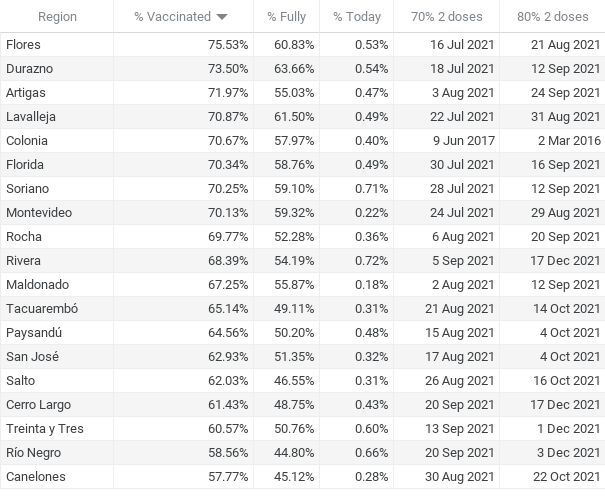 Region % Vaccinated % Fully % Today 70% 2 doses 80% 2 doses
Flores 75.53% 60.83% 0.53% 16 Jul 2021 21 Aug 2021
Durazno 73.50% 63.66% 0.54% 18 Jul 2021 12 Sep 2021
Artigas 71.97% 55.03% 0.47% 3 Aug 2021 24 Sep 2021
Lavalleja 70.87% 61.50% 0.49% 22 Jul 2021 31 Aug 2021
Colonia 70.67% 57.97% 0.40% 9 Jun 2017 2 Mar 2016
Florida 70.34% 58.76% 0.49% 30 Jul 2021 16 Sep 2021
Soriano 70.25% 59.10% 0.71% 28 Jul 2021 12 Sep 2021
Montevideo 70.13% 59.32% 0.22% 24 Jul 2021 29 Aug 2021
Rocha 69.77% 52.28% 0.36% 6 Aug 2021 20 Sep 2021
Rivera 68.39% 54.19% 0.72% 5 Sep 2021 17 Dec 2021
Maldonado 67.25% 55.87% 0.18% 2 Aug 2021 12 Sep 2021
Tacuarembó 65.14% 49.11% 0.31% 21 Aug 2021 14 Oct 2021
Paysandú 64.56% 50.20% 0.48% 15 Aug 2021 4 Oct 2021
San José 62.93% 51.35% 0.32% 17 Aug 2021 4 Oct 2021
Salto 62.03% 46.55% 0.31% 26 Aug 2021 16 Oct 2021
Cerro Largo 61.43% 48.75% 0.43% 20 Sep 2021 17 Dec 2021
Treinta y Tres 60.57% 50.76% 0.60% 13 Sep 2021 1 Dec 2021
Río Negro 58.56% 44.80% 0.66% 20 Sep 2021 3 Dec 2021
Canelones 57.77% 45.12% 0.28% 30 Aug 2021 22 Oct 2021